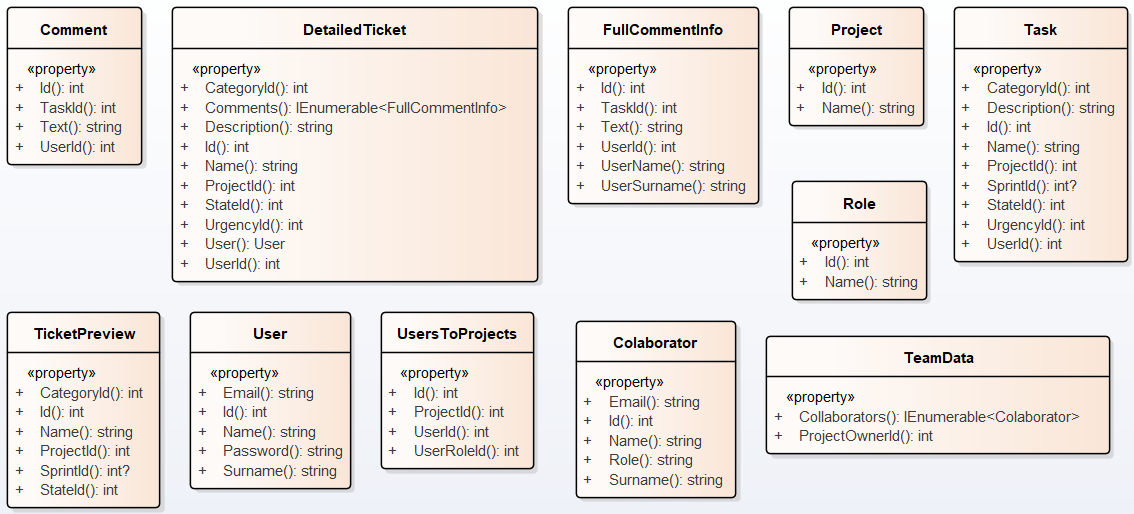 Comment
«property»
+ Id(): int
+ TaskId(): int
+ Text(): string
+ UserId(): int
DetailedTicket
«property»
+ CategoryId(): int
+ Comments(): IEnumerable<FullCommentInfo>
+ Description(): string
+ Id(): int
+ Name(): string
+ ProjectId(): int
+ StateId(): int
+ UrgencyId(): int
+ User(): User
+ UserId(): int
FullCommentInfo
«property»
+ Id(): int
+ TaskId(): int
+ Text(): string
+ UserId(): int
+ UserName(): string
+ UserSurname(): string
Project
«property»
+ Id(): int
+ Name(): string
Task
«property»
+ CategoryId(): int
+ Description(): string
+ Id(): int
+ Name(): string
+ ProjectId(): int
+ SprintId(): int?
+ StateId(): int
+ UrgencyId(): int
+ UserId(): int
Role
«property»
+ Id(): int
+ Name(): string
TicketPreview
«property»
+ CategoryId(): int
+ Id(): int
+ Name(): string
+ ProjectId(): int
+ SprintId(): int?
+ StateId(): int
User
«property»
+ Email(): string
+ Id(): int
+ Name(): string
+ Password(): string
+ Surname(): string
UsersToProjects
«property»
+ Id(): int
+ ProjectId(): int
+ UserId(): int
+ UserRoleId(): int
Colaborator
«property»
+ Email(): string
+ Id(): int
+ Name(): string
+ Role(): string
+ Surname(): string
TeamData
«property»
+ Collaborators(): IEnumerable<Colaborator>
+ ProjectOwnerId(): int